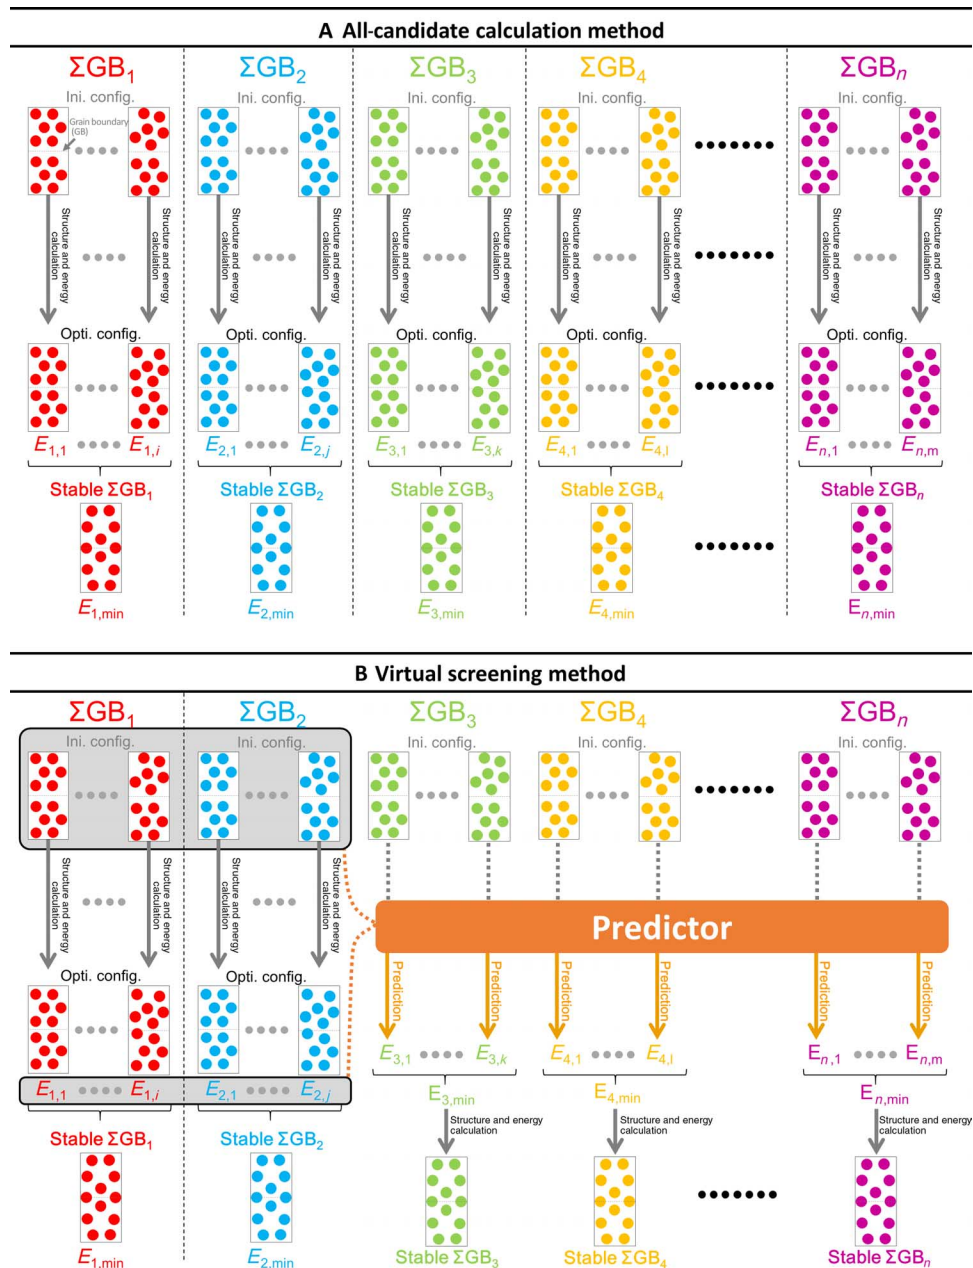 A All-candidate calculation method
ΣGB1 ΣGB2 ΣGB3 ΣGB4 ΣGBn
Ini. config. Ini. config. Ini. config. Ini. config. Ini. config.
Grain boundary
(GB)
Structure and energy
calculation
Structure and energy
calculation
Structure and energy
calculation
Structure and energy
calculation
Structure and energy
calculation
Structure and energy
calculation
Structure and energy
calculation
Structure and energy
calculation
Structure and energy
calculation
Structure and energy
calculation
Opti. config. Opti. config. Opti. config. Opti. config. Opti. config.
E1,1 E1,i E2,1 E2,j E3,1 E3,k E4,1 E4,l En,1 En,m
Stable ΣGB1 Stable ΣGB2 Stable ΣGB3 Stable ΣGB4 Stable ΣGBn
E1,min E2,min E3,min E4,min En,min
B Virtual screening method
ΣGB1 ΣGB2 ΣGB3 ΣGB4 ΣGBn
Ini. config. Ini. config. Ini. config. Ini. config. Ini. config.
Structure and energy
calculation
Structure and energy
calculation
Structure and energy
calculation
Structure and energy
calculation
Predictor
Prediction Prediction Prediction Prediction Prediction Prediction
Opti. config. Opti. config.
E3,1 E3,k E4,1 E4,l En,1 En,m
E1,1 E1,i E2,1 E2,j
E3,min E4,min En,min
Structure and energy
calculation
Structure and energy
calculation
Structure and energy
calculation
Stable ΣGB1 Stable ΣGB2
E1,min E2,min
Stable ΣGB3 Stable ΣGB4 Stable ΣGBn